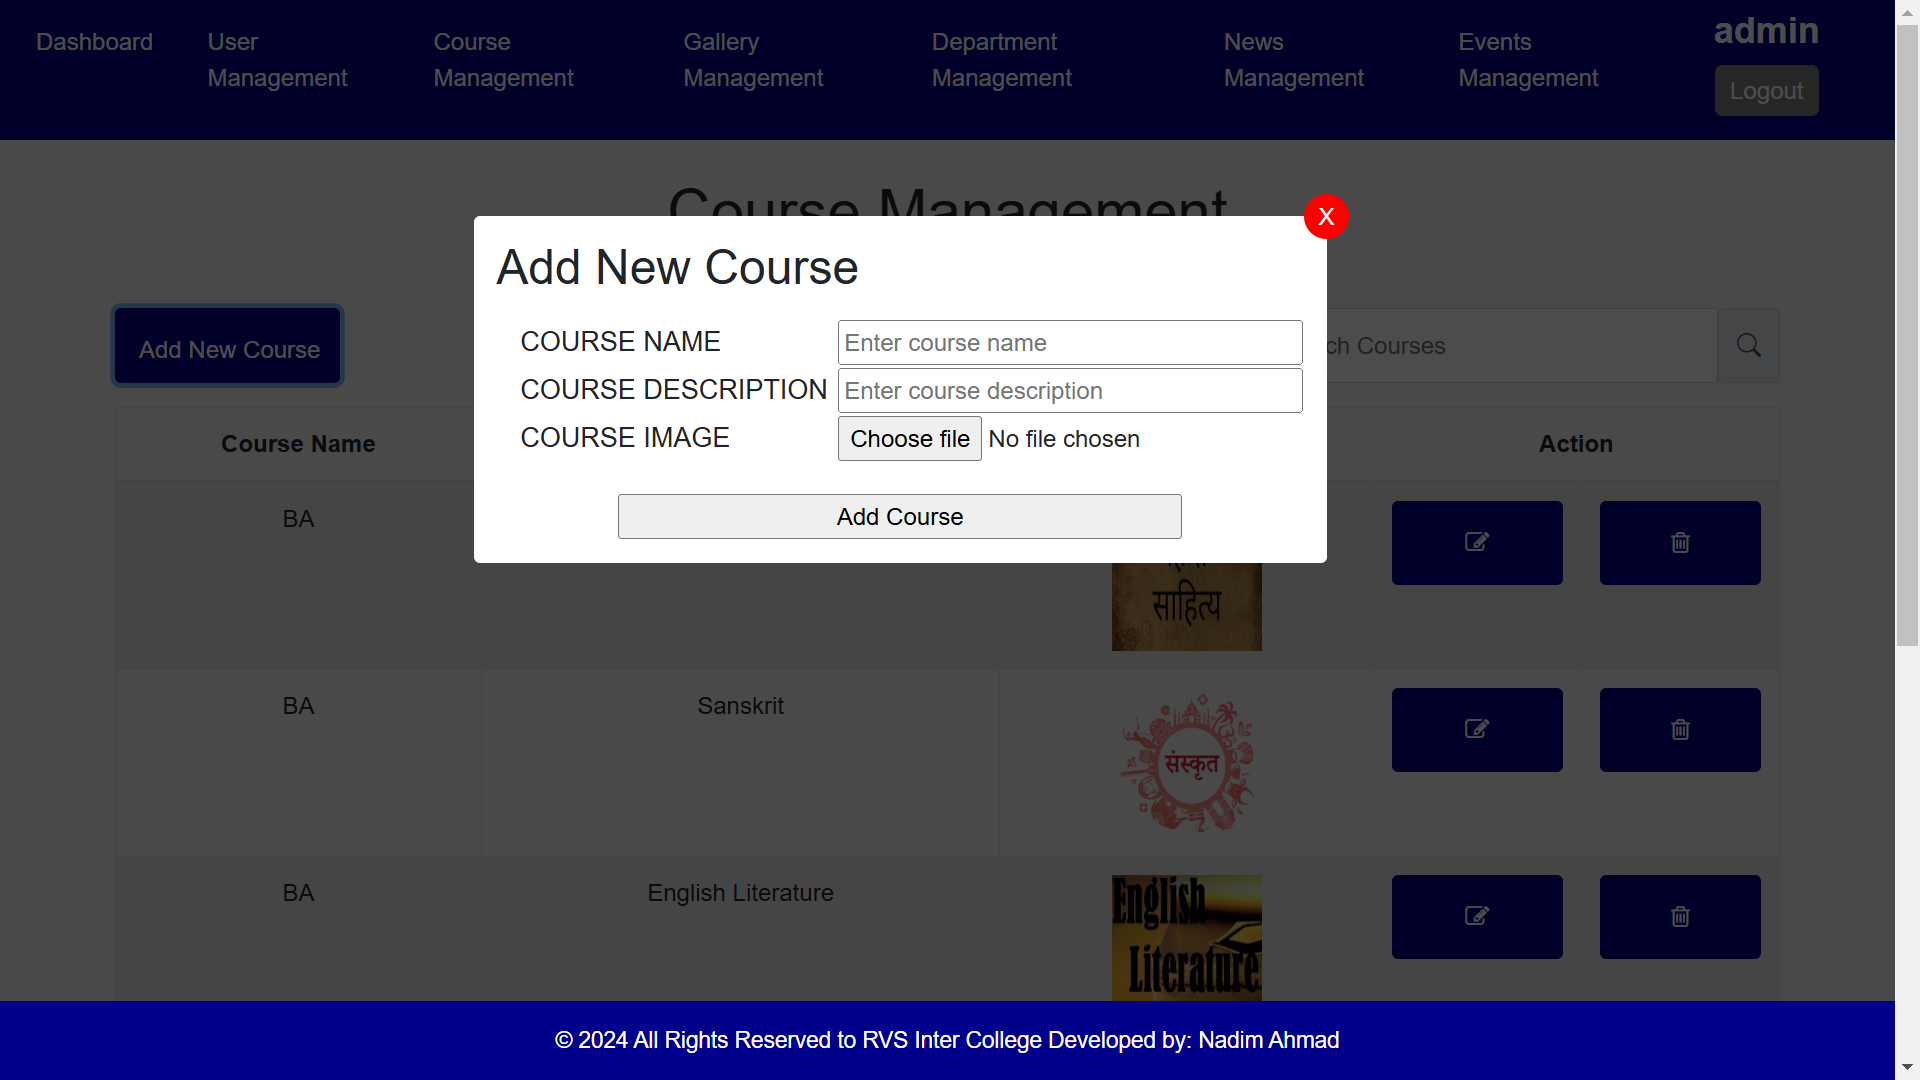 Dashboard
User Management
Course Management
Gallery Management
Department Management
News Management
Events Management
admin
Logout
Course Management
X
Add New Course
COURSE NAME
Enter course name
COURSE DESCRIPTION
Enter course description
COURSE IMAGE
Choose file No file chosen
Add Course
Add New Course
Courses
Course Name
Action
BA
साहित्य
BA
Sanskrit
संस्कृत
BA
English Literature
English
Literature
© 2024 All Rights Reserved to RVS Inter College Developed by: Nadim Ahmad